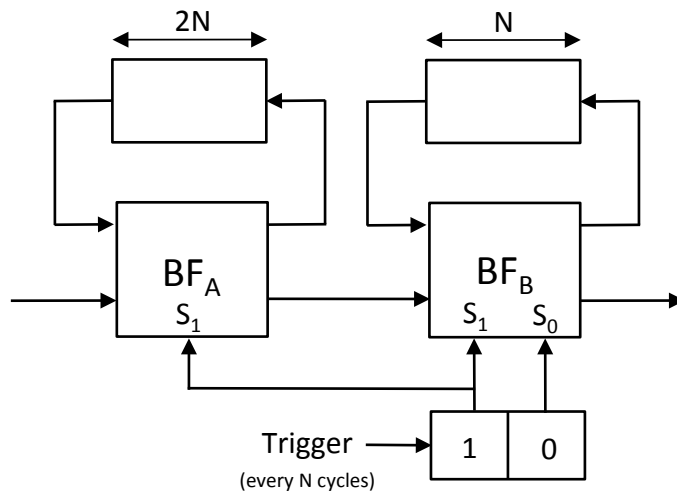 2N
N
BF_A
S_1
BF_B
S_1 S_0
Trigger
(every N cycles)
1 0